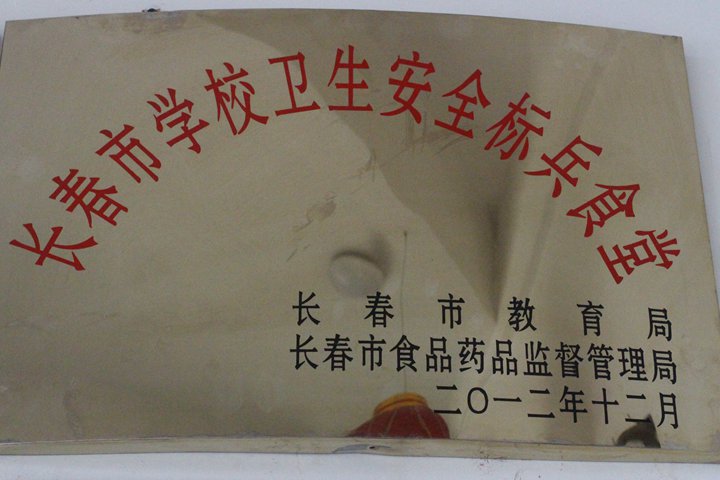 长春市学校卫生安全标兵食堂
长春市教育局
长春市食品药品监督管理局
二〇一二年十二月